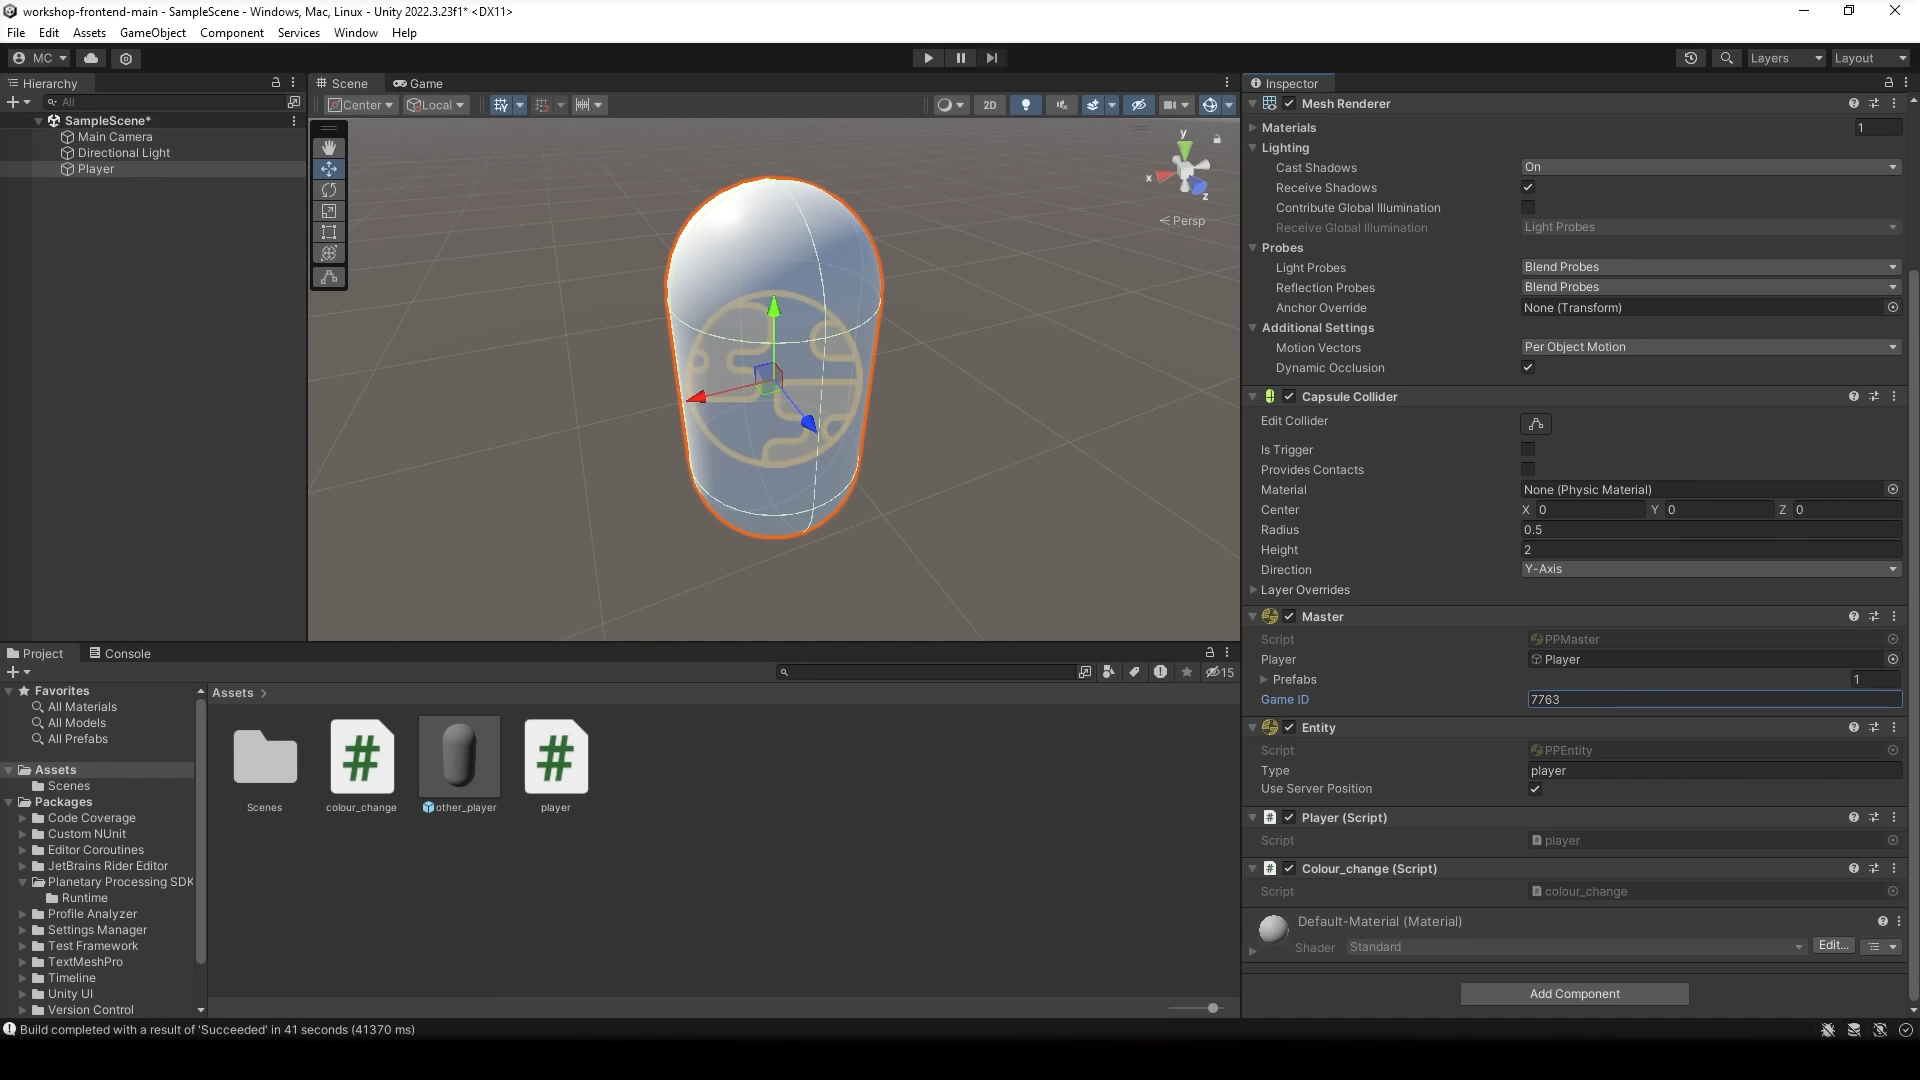 workshop-frontend-main - SampleScene - Windows, Mac, Linux - Unity 2022.3.23f1* <DX11>
File Edit Assets GameObject Component Services Window Help
MC Layers Layout
Hierarchy
All
SampleScene*
Main Camera
Directional Light
Player
Scene Game
Center Local 2D
y
x
z
Persp
Inspector
Mesh Renderer
Materials 1
Lighting
Cast Shadows On
Receive Shadows
Contribute Global Illumination
Receive Global Illumination Light Probes
Probes
Light Probes Blend Probes
Reflection Probes Blend Probes
Anchor Override None (Transform)
Additional Settings
Motion Vectors Per Object Motion
Dynamic Occlusion
Capsule Collider
Edit Collider
Is Trigger
Provides Contacts
Material None (Physic Material)
Center X 0 Y 0 Z 0
Radius 0.5
Height 2
Direction Y-Axis
Layer Overrides
Master
Script PPMaster
Player Player
Prefabs 1
Game ID 7763
Entity
Script PPEntity
Type player
Use Server Position
Player (Script)
Script player
Colour_change (Script)
Script colour_change
Default-Material (Material)
Shader Standard Edit...
Add Component
Project Console
15
Favorites
All Materials
All Models
All Prefabs
Assets
Scenes
Packages
Code Coverage
Custom NUnit
Editor Coroutines
JetBrains Rider Editor
Planetary Processing SDK
Runtime
Profile Analyzer
Settings Manager
Test Framework
TextMeshPro
Timeline
Unity UI
Version Control
Assets
Scenes colour_change other_player player
Build completed with a result of 'Succeeded' in 41 seconds (41370 ms)